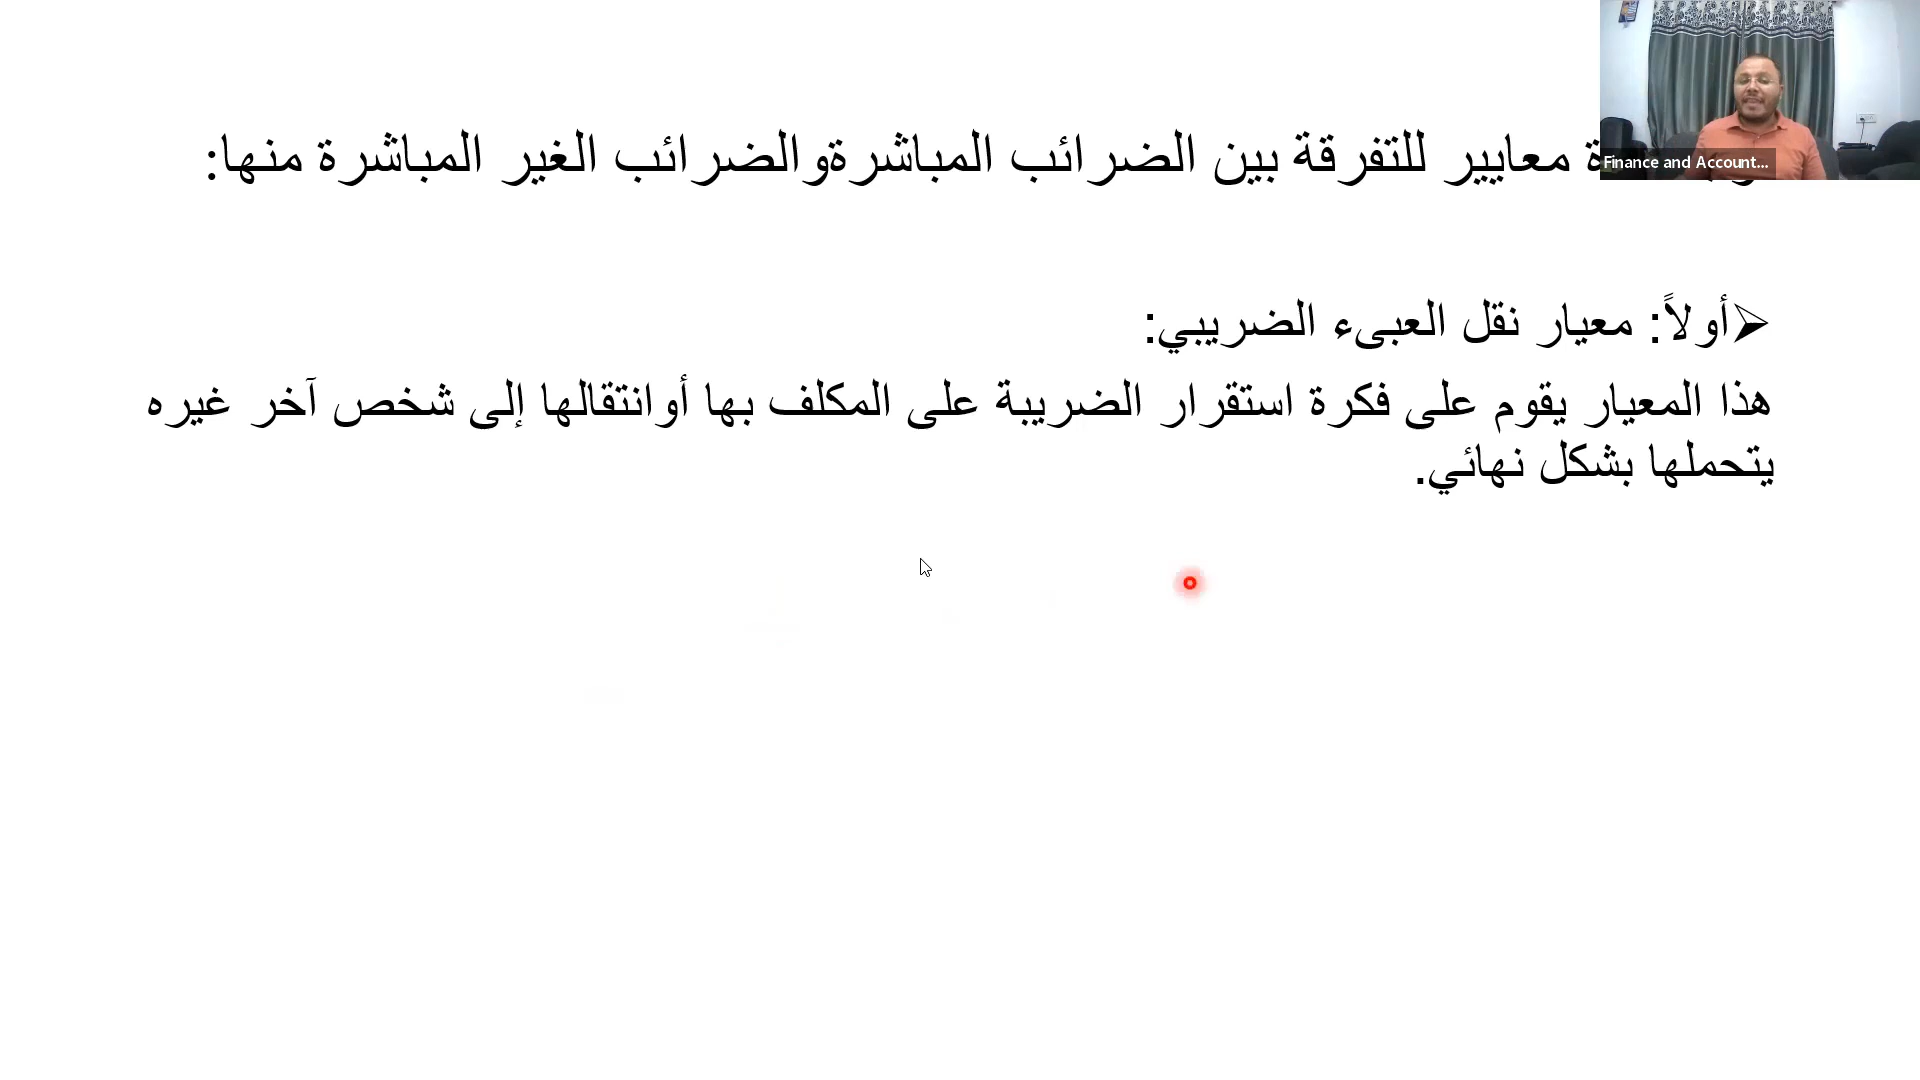 معايير للتفرقة بين الضرائب المباشرةوالضرائب الغير المباشرة منها:
Finance and Account...
أولاً: معيار نقل العبىء الضريبي:
هذا المعيار يقوم على فكرة استقرار الضريبة على المكلف بها أوانتقالها إلى شخص آخر غيره
يتحملها بشكل نهائي.